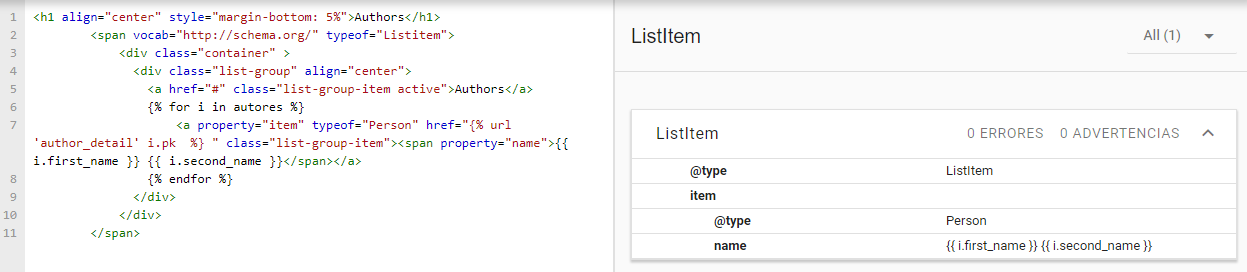 1 <h1 align="center" style="margin-bottom: 5%">Authors</h1>
2 <span vocab="http://schema.org/" typeof="Listitem">
3 <div class="container" >
4 <div class="list-group" align="center">
5 <a href="#" class="list-group-item active">Authors</a>
6 {% for i in autores %}
7 <a property="item" typeof="Person" href="{% url
'author_detail' i.pk  %} " class="list-group-item"><span property="name">{{
i.first_name }} {{ i.second_name }}</span></a>
8 {% endfor %}
9 </div>
10 </div>
11 </span>
ListItem All (1)
ListItem 0 ERRORES 0 ADVERTENCIAS
@type ListItem
item
@type Person
name {{ i.first_name }} {{ i.second_name }}